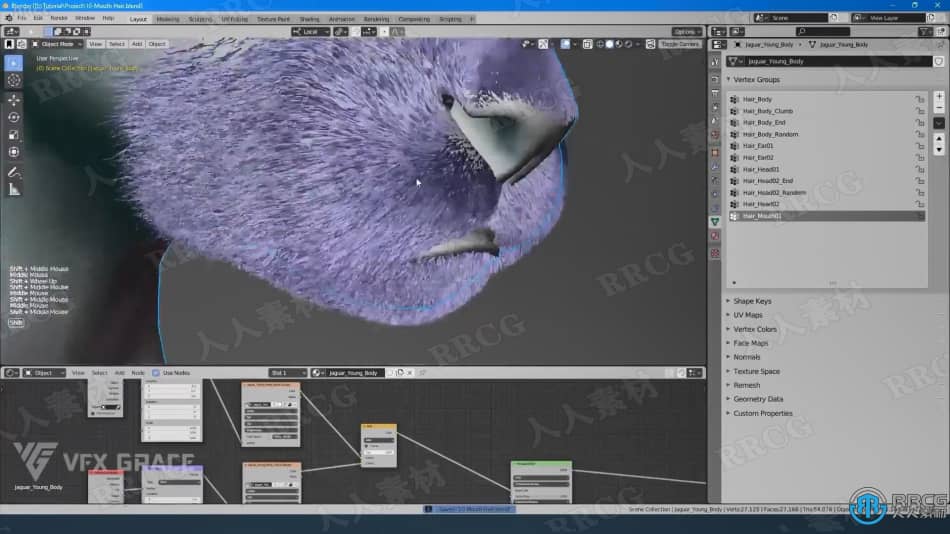 Blender [D:\Tutorial\Project\10-Mouth Hair.blend]
File Edit Render Window Help Layout Modeling Sculpting UV Editing Texture Paint Shading Animation Rendering Compositing Scripting + Scene View Layer
Local Options
Object Mode View Select Add Object Toggle Carriers
User Perspective
(0) Scene Collection | Jaguar_Young_Body
Shift + Middle Mouse
Middle Mouse
Shift + Wheel Up
Shift + Middle Mouse
Middle Mouse
Shift + Middle Mouse
Middle Mouse
Shift + Middle Mouse
Shift
Jaguar_Young_Body Jaguar_Young_Body
Jaguar_Young_Body
Vertex Groups
Hair_Body
Hair_Body_Clumb
Hair_Body_End
Hair_Body_Random
Hair_Ear01
Hair_Ear02
Hair_Head01
Hair_Head02_End
Hair_Head02_Random
Hair_Head02
Hair_Mouth01
Shape Keys
UV Maps
Vertex Colors
Face Maps
Normals
Texture Space
Remesh
Geometry Data
Custom Properties
Object View Select Add Node Use Nodes Slot 1 Jaguar_Young_Body
VFX GRACE
Jaguar_Young_Body
Saved "10-Mouth Hair.blend"
Scene Collection | Jaguar_Young_Body | Verts:27,125 | Faces:27,166 | Tris:54,076
RRCG
人人素材